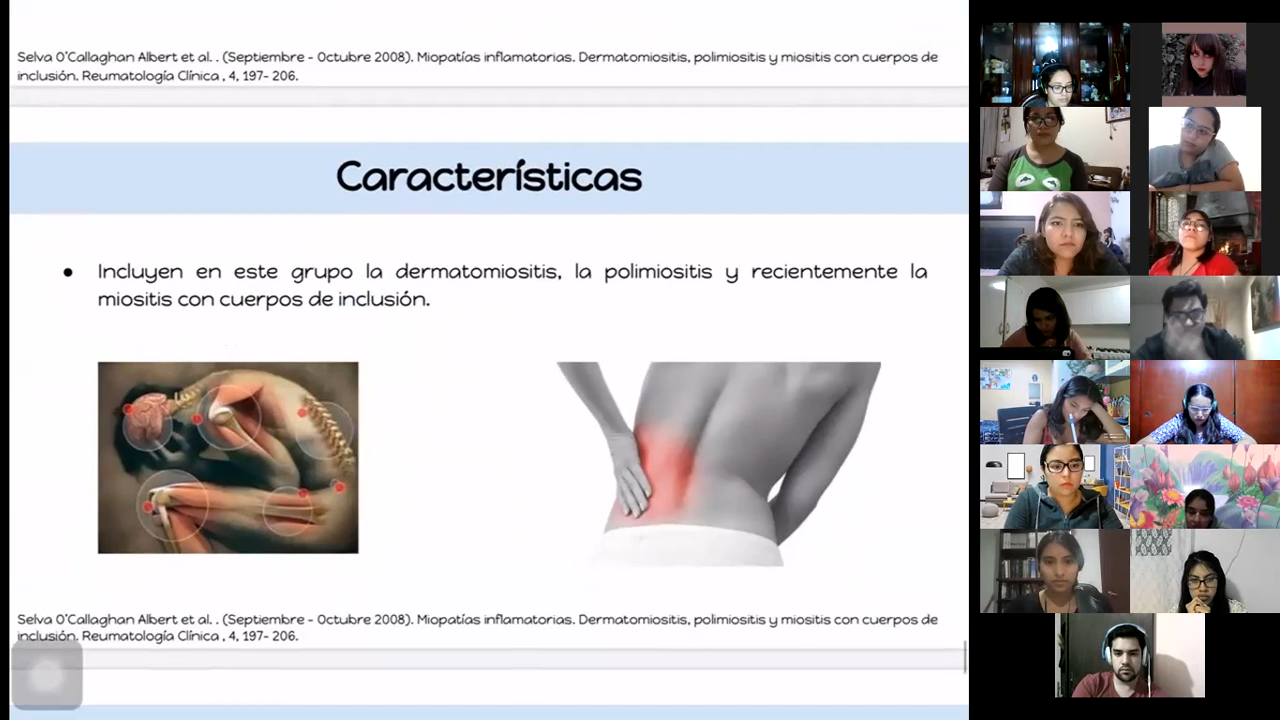 Selva O'Callaghan Albert et al. . (Septiembre - Octubre 2008). Miopatías inflamatorias. Dermatomiositis, polimiositis y miositis con cuerpos de
inclusión. Reumatología Clínica , 4, 197- 206.
Características
● Incluyen en este grupo la dermatomiositis, la polimiositis y recientemente la
miositis con cuerpos de inclusión.
Selva O'Callaghan Albert et al. . (Septiembre - Octubre 2008). Miopatías inflamatorias. Dermatomiositis, polimiositis y miositis con cuerpos de
inclusión. Reumatología Clínica , 4, 197- 206.